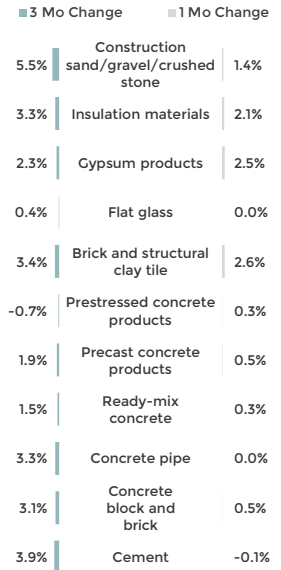 3 Mo Change 1 Mo Change
Construction
5.5% sand/gravel/crushed 1.4%
stone
3.3% Insulation materials 2.1%
2.3% Gypsum products 2.5%
0.4% Flat glass 0.0%
Brick and structural
3.4% clay tile 2.6%
-0.7% Prestressed concrete 0.3%
products
1.9% Precast concrete 0.5%
products
1.5% Ready-mix 0.3%
concrete
3.3% Concrete pipe 0.0%
Concrete
3.1% block and 0.5%
brick
3.9% Cement -0.1%